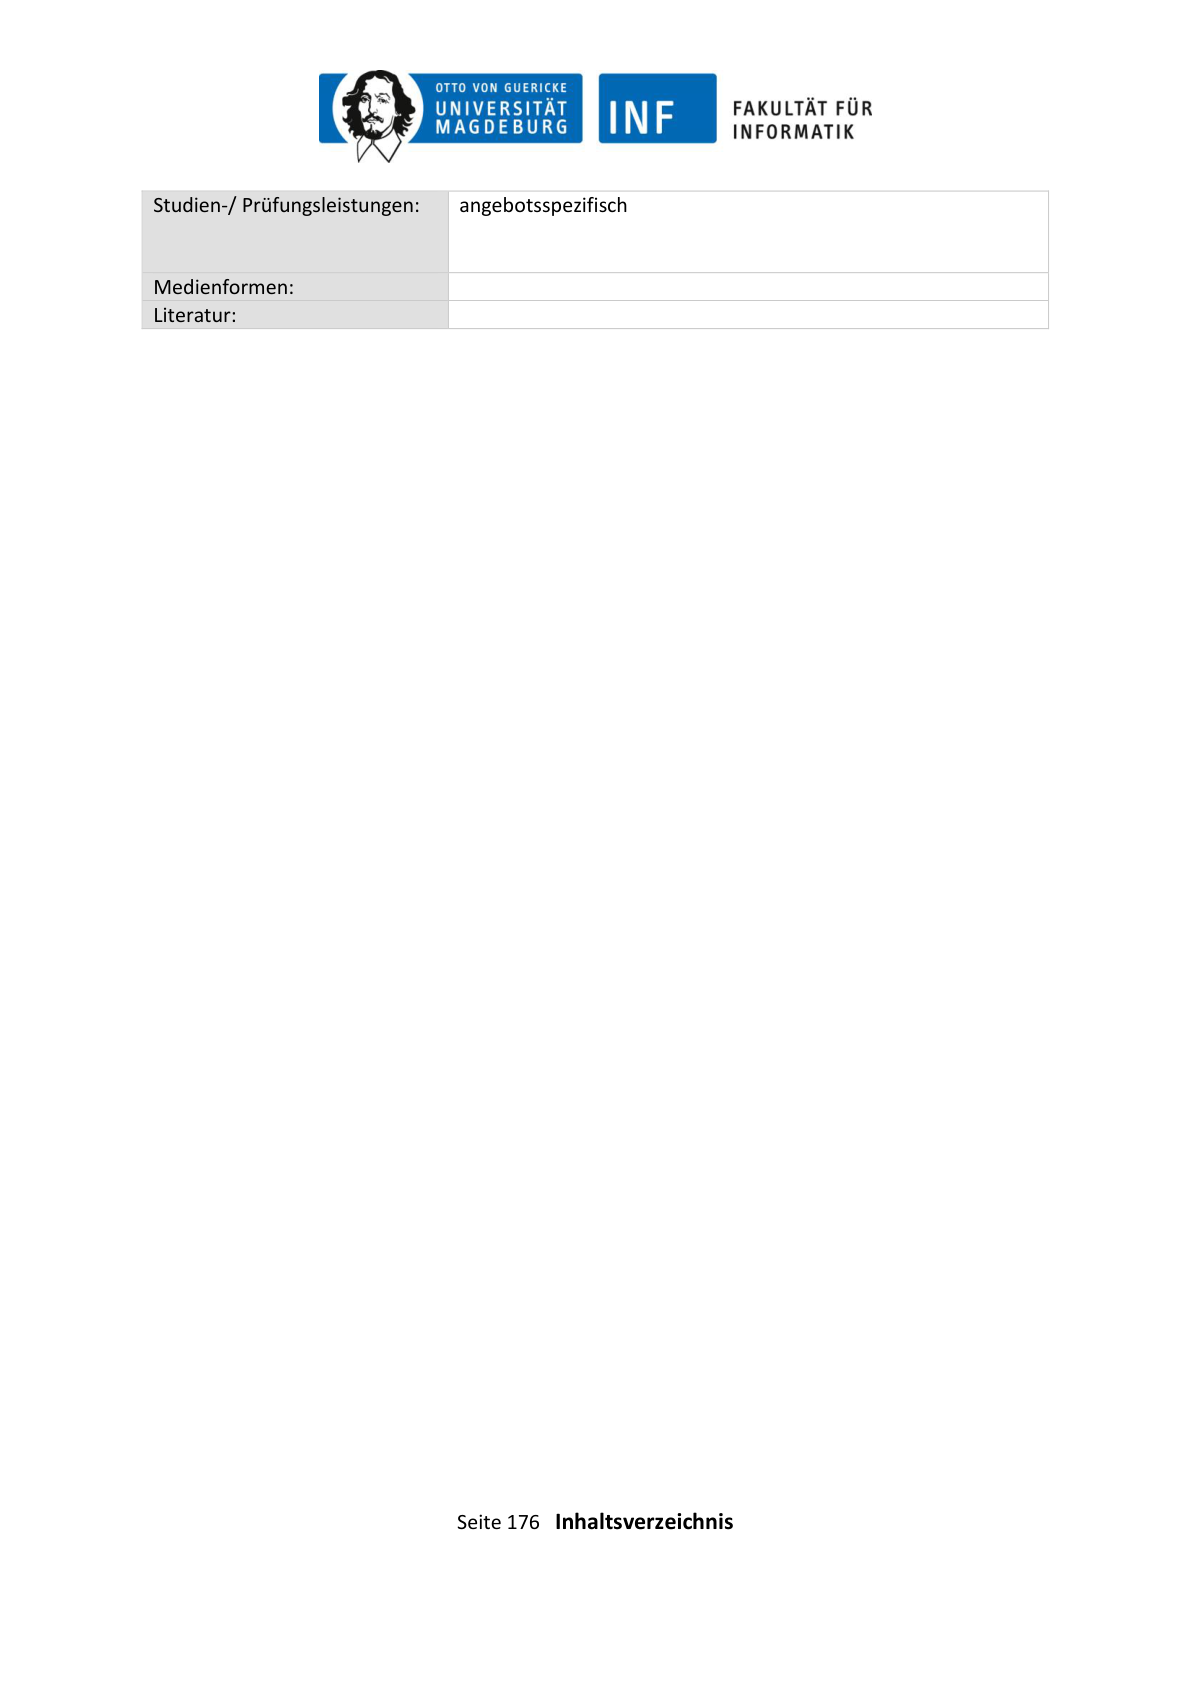 OTTO VON GUERICKE
UNIVERSITÄT
MAGDEBURG
INF
FAKULTÄT FÜR
INFORMATIK
Studien-/ Prüfungsleistungen: angebotsspezifisch
Medienformen:
Literatur:
Seite 176 Inhaltsverzeichnis